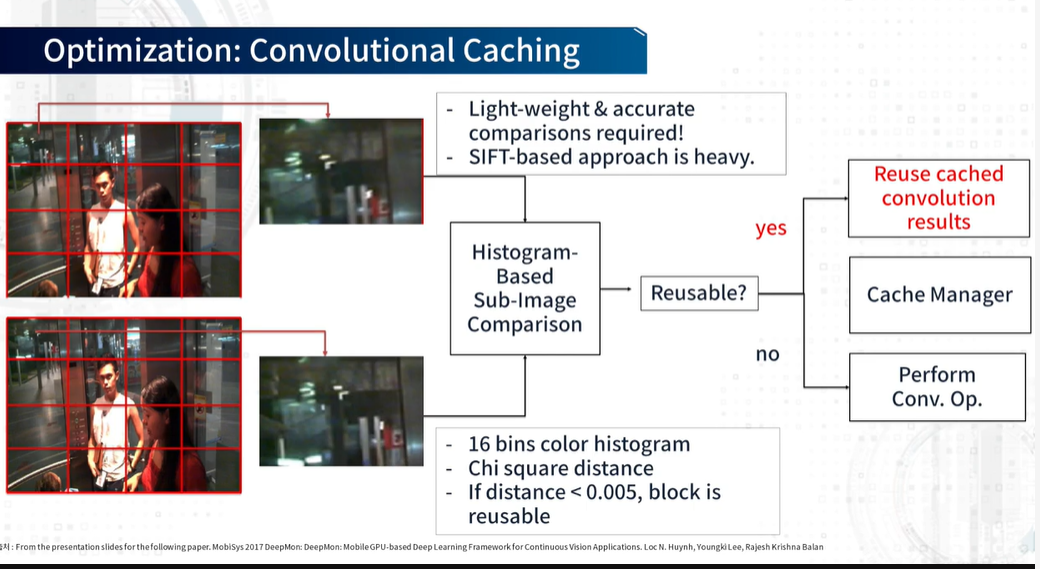 Optimization: Convolutional Caching
- Light-weight & accurate
comparisons required!
- SIFT-based approach is heavy.
Histogram-
Based
Sub-Image
Comparison
Reusable?
yes
no
Reuse cached
convolution
results
Cache Manager
Perform
Conv. Op.
- 16 bins color histogram
- Chi square distance
- If distance < 0.005, block is
reusable
: From the presentation slides for the following paper. MobiSys 2017 DeepMon: DeepMon: Mobile GPU-based Deep Learning Framework for Continuous Vision Applications. Loc N. Huynh, Youngki Lee, Rajesh Krishna Balan